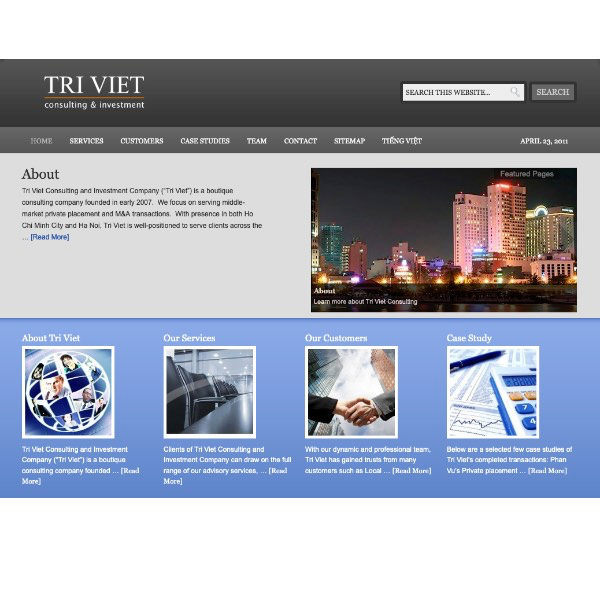 TRI VIET
consulting & investment
SEARCH THIS WEBSITE...
SEARCH
HOME SERVICES CUSTOMERS CASE STUDIES TEAM CONTACT SITEMAP TIẾNG VIỆT APRIL 23, 2011
About
Tri Viet Consulting and Investment Company ("Tri Viet") is a boutique
consulting company founded in early 2007. We focus on serving middle-
market private placement and M&A transactions. With presence in both Ho
Chi Minh City and Ha Noi, Tri Viet is well-positioned to serve clients across the
... [Read More]
Featured Pages
About
Learn more about Tri Viet Consulting
About Tri Viet
Tri Viet Consulting and Investment
Company ("Tri Viet") is a boutique
consulting company founded ... [Read
More]
Our Services
Clients of Tri Viet Consulting and
Investment Company can draw on the full
range of our advisory services, ... [Read
More]
Our Customers
With our dynamic and professional team,
Tri Viet has gained trusts from many
customers such as Local ... [Read More]
Case Study
Below are a selected few case studies of
Tri Viet's completed transactions: Phan
Vu's Private placement ... [Read More]